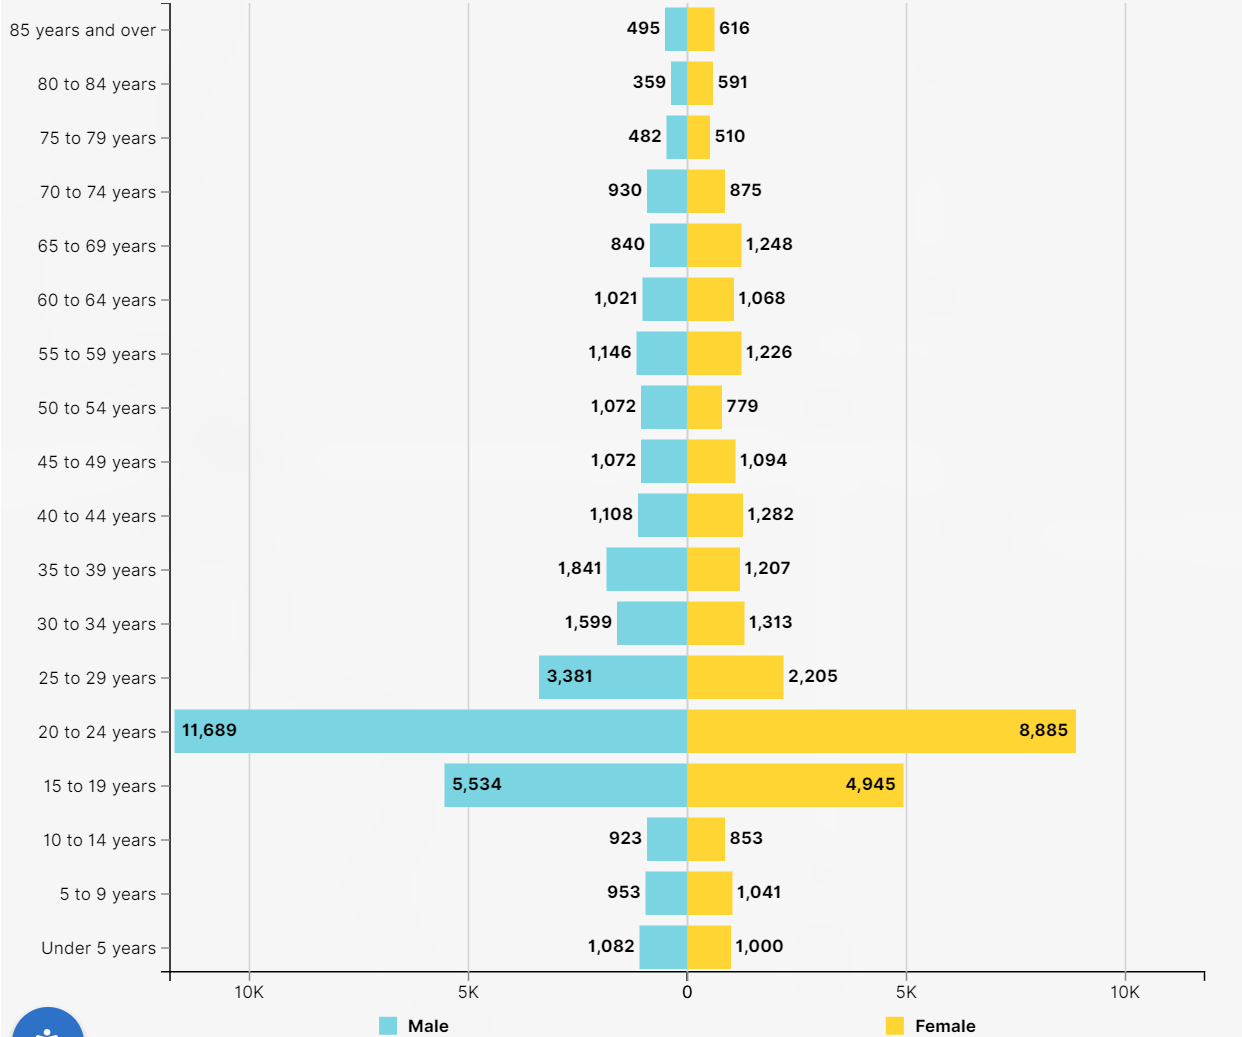 85 years and over 495 616
80 to 84 years 359 591
75 to 79 years 482 510
70 to 74 years 930 875
65 to 69 years 840 1,248
60 to 64 years 1,021 1,068
55 to 59 years 1,146 1,226
50 to 54 years 1,072 779
45 to 49 years 1,072 1,094
40 to 44 years 1,108 1,282
35 to 39 years 1,841 1,207
30 to 34 years 1,599 1,313
25 to 29 years 3,381 2,205
20 to 24 years 11,689 8,885
15 to 19 years 5,534 4,945
10 to 14 years 923 853
5 to 9 years 953 1,041
Under 5 years 1,082 1,000
10K 5K 0 5K 10K
Male Female